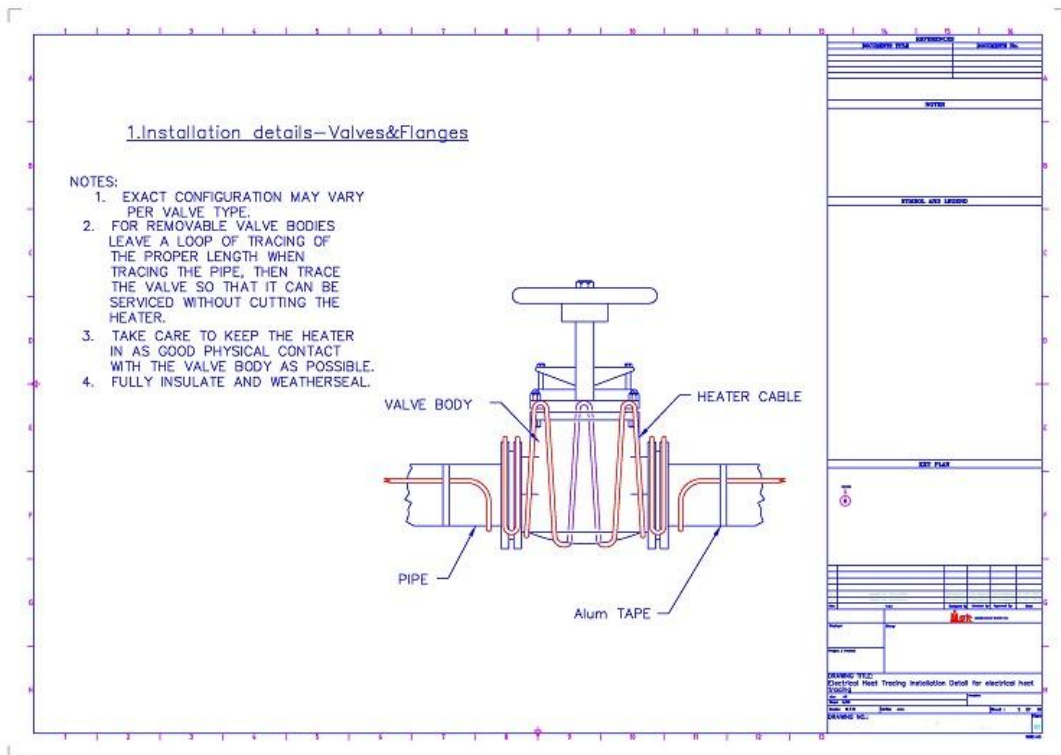 1.Installation details-Valves&Flanges
NOTES:
1. EXACT CONFIGURATION MAY VARY
PER VALVE TYPE.
2. FOR REMOVABLE VALVE BODIES
LEAVE A LOOP OF TRACING OF
THE PROPER LENGTH WHEN
TRACING THE PIPE, THEN TRACE
THE VALVE SO THAT IT CAN BE
SERVICED WITHOUT CUTTING THE
HEATER.
3. TAKE CARE TO KEEP THE HEATER
IN AS GOOD PHYSICAL CONTACT
WITH THE VALVE BODY AS POSSIBLE.
4. FULLY INSULATE AND WEATHERSEAL.
VALVE BODY
HEATER CABLE
PIPE
Alum TAPE
REFERENCES
DOCUMENTS TITLE
DOCUMENTS No.
NOTES
SYMBOL AND LEGEND
KEY PLAN
DRAWING TITLE:
Electrical Heat Tracing Installation Detail for electrical heat
tracing
DRAWING NO.: